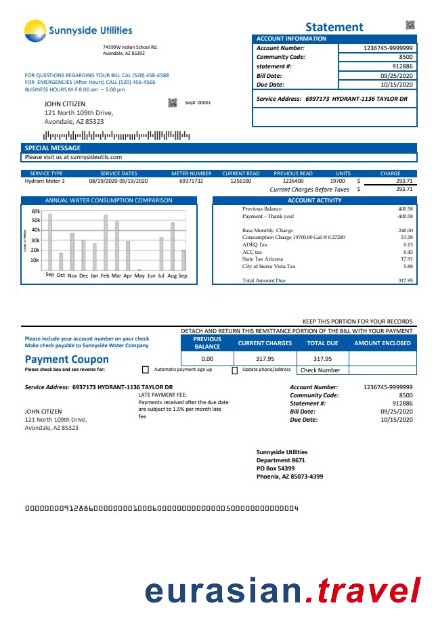 Sunnyside Utilities
Statement
74399W Indian School Rd.
Avondale, AZ 85392
ACCOUNT INFORMATION
Account Number: 1236745-9999999
Community Code: 8500
statement#: 912886
Bill Date: 09/25/2020
Due Date: 10/15/2020
FOR QUESTIONS REGARDING YOUR BILL CALL (520) 458-4588
FOR EMERGENCIES (After Hours) CALL (520) 456-4566
BUSINESS HOURS M-F 8:00 am – 5:00 pm
Service Address: 6937173 HYDRANT-1136 TAYLOR DR
JOHN CITIZEN
Seq#: 00003
121 North 109th Drive,
Avondale, AZ 85323
SPECIAL MESSAGE
Please visit us at sunnysideutils.com
SERVICE TYPE SERVICE DATES METER NUMBER CURRENT READ PREVIOUS READ UNITS CHARGE
Hydrant Meter 3 08/19/2020-09/19/2020 69371732 1256100 1236400 19700 $ 293.71
Current Charges Before Taxes $ 293.71
ANNUAL WATER CONSUMPTION COMPARISON
60k
50k
40k
30k
20k
10k
Sep Oct Nov Dec Jan Feb Mar Apr May Jun Jul Aug Sep
ACCOUNT ACTIVITY
Previous Balance 400.58
Payment – Thank you! -400.58
Base Monthly Charge 240.00
Consumption Charge 19700.00 Gal @ 0.27280 53.58
ADEQ Tax 0.13
ACC tax 0.45
State Tax Arizona 17.91
City of Sierra Vista Tax 5.88
Total Amount Due 317.95
KEEP THIS PORTION FOR YOUR RECORDS
DETACH AND RETURN THIS REMITTANCE PORTION OF THE BILL WITH YOUR PAYMENT
Please include your account number on your check
Make check payable to Sunnyside Water Company
PREVIOUS BALANCE CURRENT CHARGES TOTAL DUE AMOUNT ENCLOSED
Payment Coupon
0.00 317.95 317.95
Please check box and see reverse for: Automatic payment sign up Update phone/address Check Number
Service Address: 6937173 HYDRANT-1136 TAYLOR DR
LATE PAYMENT FEE:
Payments received after the due date
are subject to 1.5% per month late
fee
JOHN CITIZEN
121 North 109th Drive,
Avondale, AZ 85323
Account Number: 1236745-9999999
Community Code: 8500
Statement #: 912886
Bill Date: 09/25/2020
Due Date: 10/15/2020
Sunnyside Utilities
Department 8671
PO Box 54399
Phoenix, AZ 85073-4399
eurasian.travel